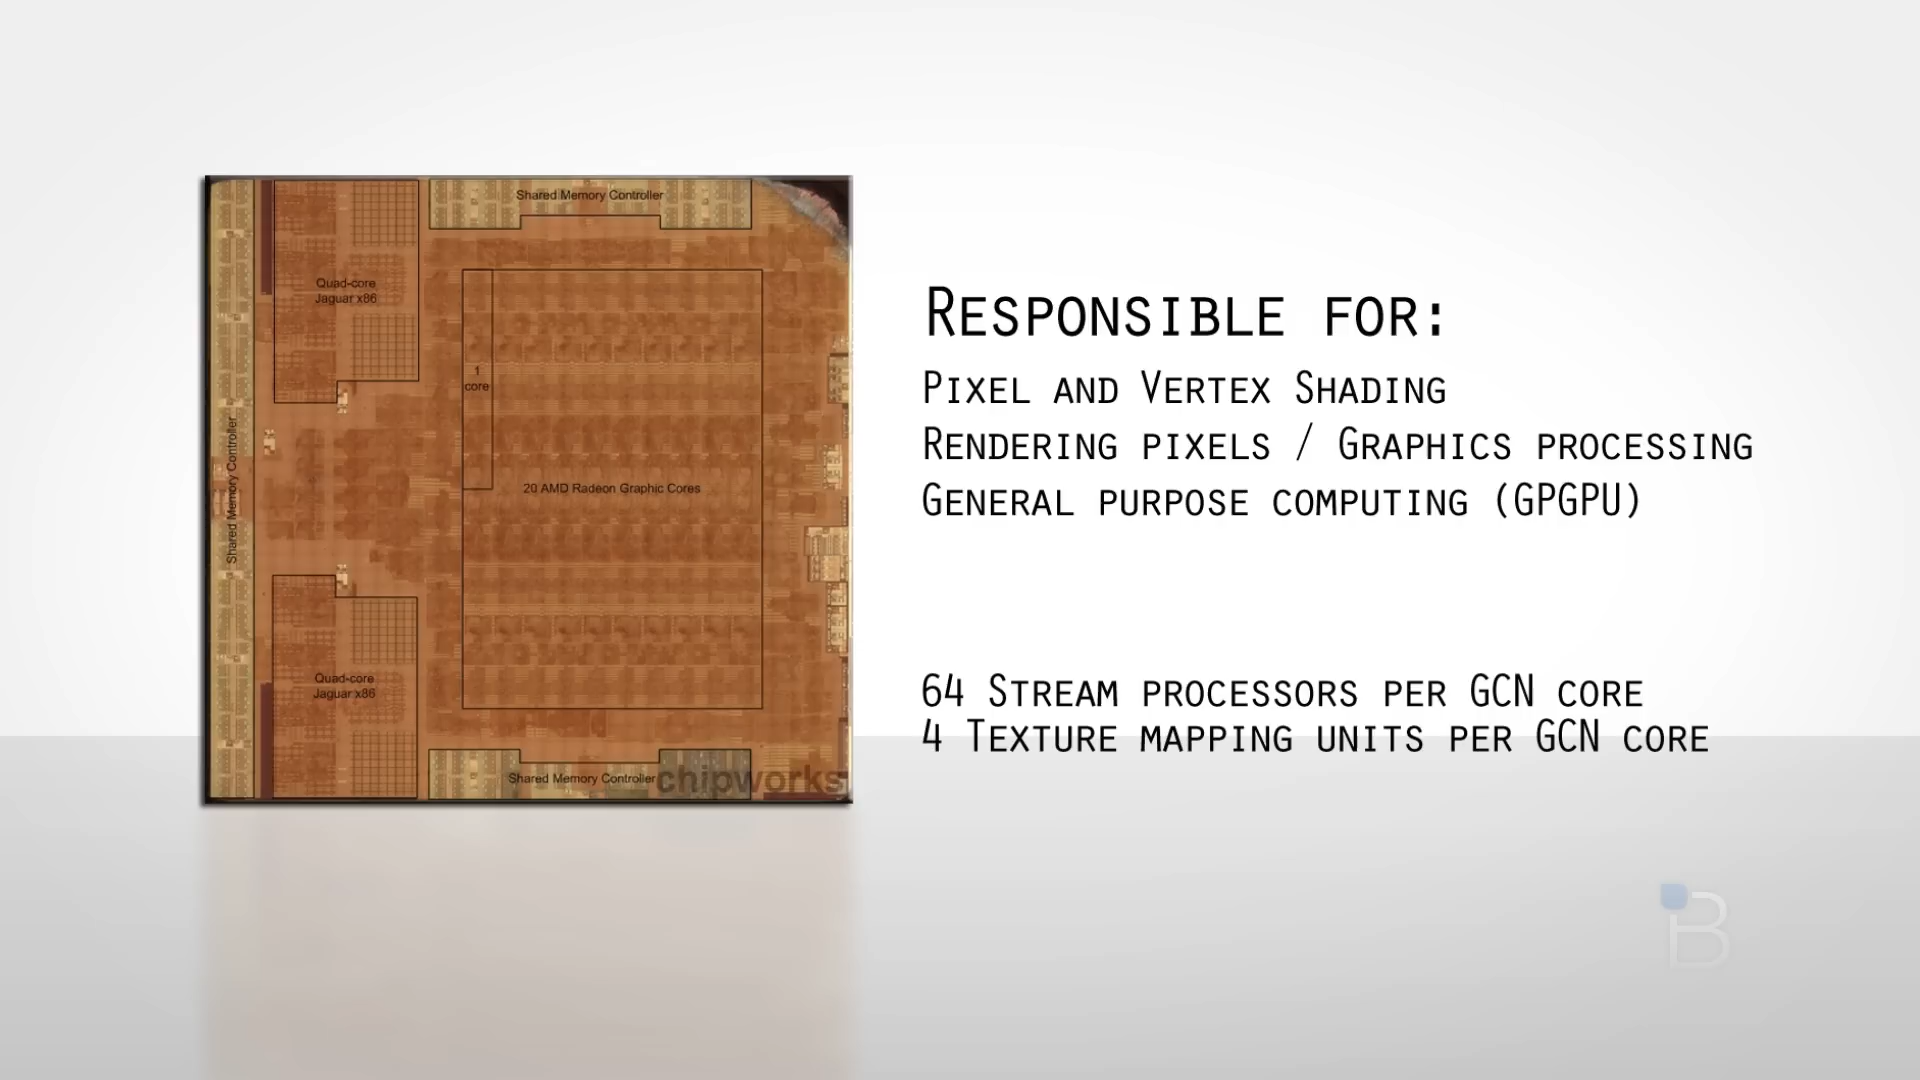 Shared Memory Controller
Quad-core
Jaguar x86
1
core
Shared Memory Controller
20 AMD Radeon Graphic Cores
Quad-core
Jaguar x86
Shared Memory Controller
chipworks
RESPONSIBLE FOR:
PIXEL AND VERTEX SHADING
RENDERING PIXELS / GRAPHICS PROCESSING
GENERAL PURPOSE COMPUTING (GPGPU)
64 STREAM PROCESSORS PER GCN CORE
4 TEXTURE MAPPING UNITS PER GCN CORE
B